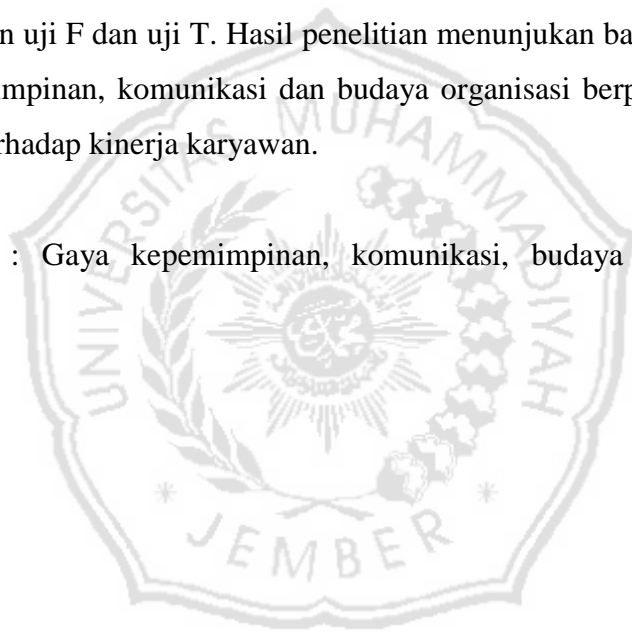 n uji F dan uji T. Hasil penelitian menunjukan ba
impinan, komunikasi dan budaya organisasi berp
rhadap kinerja karyawan.
: Gaya kepemimpinan, komunikasi, budaya
UNIVERSITAS MUHAMMADIYAH
JEMBER